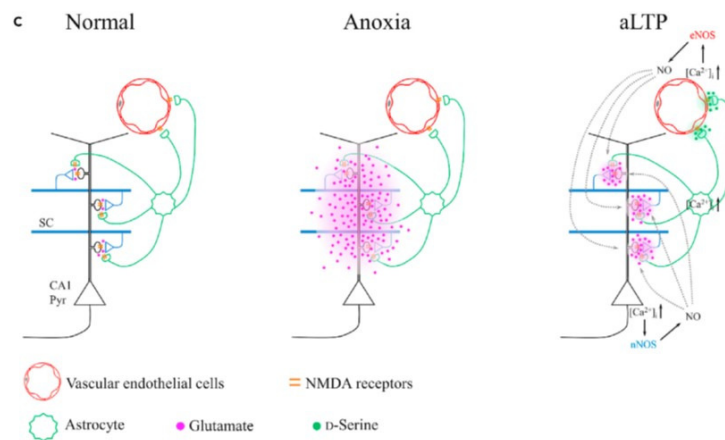 c
Normal
Anoxia
aLTP
eNOS
NO
[Ca²⁺]ᵢ↑
SC
[Ca²⁺]ᵢ↑
CA1
Pyr
[Ca²⁺]ᵢ↑
NO
nNOS
Vascular endothelial cells
NMDA receptors
Astrocyte
Glutamate
D-Serine